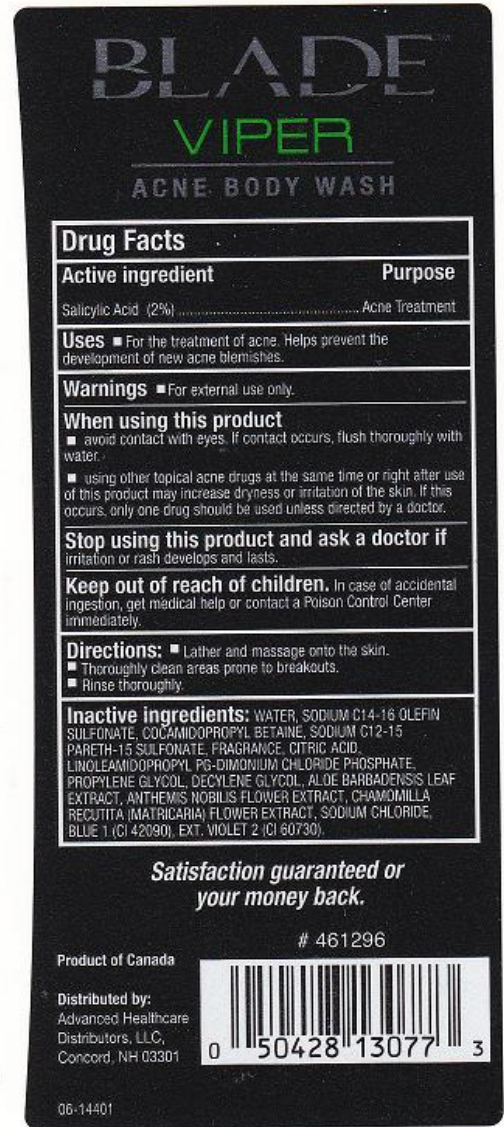 BLADE™
VIPER
ACNE BODY WASH
Drug Facts
Active ingredient Purpose
Salicylic Acid (2%)........................................Acne Treatment
Uses ■ For the treatment of acne. Helps prevent the
development of new acne blemishes.
Warnings ■ For external use only.
When using this product
■ avoid contact with eyes. If contact occurs, flush thoroughly with
water.
■ using other topical acne drugs at the same time or right after use
of this product may increase dryness or irritation of the skin. If this
occurs, only one drug should be used unless directed by a doctor.
Stop using this product and ask a doctor if
irritation or rash develops and lasts.
Keep out of reach of children. In case of accidental
ingestion, get medical help or contact a Poison Control Center
immediately.
Directions: ■ Lather and massage onto the skin.
■ Thoroughly clean areas prone to breakouts.
■ Rinse thoroughly.
Inactive ingredients: WATER, SODIUM C14-16 OLEFIN
SULFONATE, COCAMIDOPROPYL BETAINE, SODIUM C12-15
PARETH-15 SULFONATE, FRAGRANCE, CITRIC ACID,
LINOLEAMIDOPROPYL PG-DIMONIUM CHLORIDE PHOSPHATE,
PROPYLENE GLYCOL, DECYLENE GLYCOL, ALOE BARBADENSIS LEAF
EXTRACT, ANTHEMIS NOBILIS FLOWER EXTRACT, CHAMOMILLA
RECUTITA (MATRICARIA) FLOWER EXTRACT, SODIUM CHLORIDE,
BLUE 1 (CI 42090), EXT. VIOLET 2 (CI 60730).
Satisfaction guaranteed or
your money back.
# 461296
Product of Canada
Distributed by:
Advanced Healthcare
Distributors, LLC,
Concord, NH 03301
0 50428 13077 3
06-14401